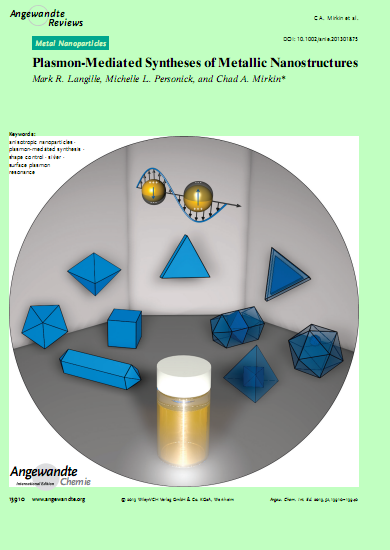 Angewandte
Reviews
C.A. Mirkin et al.
Metal Nanoparticles
DOI: 10.1002/anie.201301875
Plasmon-Mediated Syntheses of Metallic Nanostructures
Mark R. Langille, Michelle L. Personick, and Chad A. Mirkin*
Keywords:
anisotropic nanoparticles ·
plasmon-mediated synthesis ·
shape control · silver ·
surface plasmon
resonance
Angewandte
International Edition Chemie
www.angewandte.org
© 2013 Wiley-VCH Verlag GmbH & Co. KGaA, Weinheim
Angew. Chem. Int. Ed. 2013, 52,